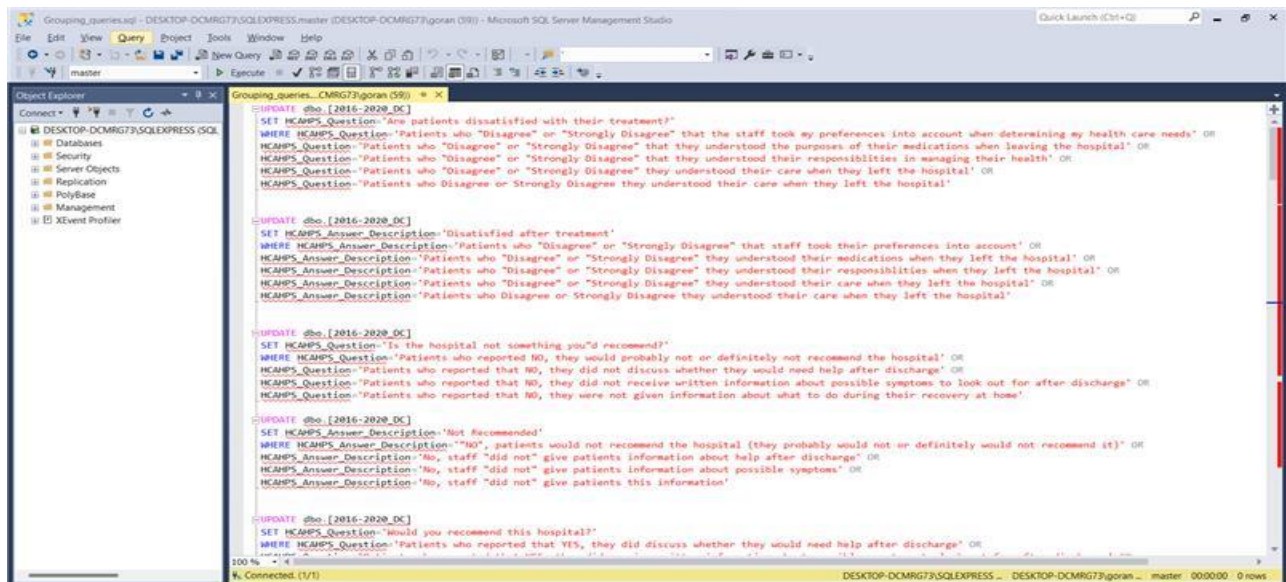 Grouping_queries.sql - DESKTOP-DCMRG73\SQLEXPRESS.master (DESKTOP-DCMRG73\goran (59)) - Microsoft SQL Server Management Studio
Quick Launch (Ctrl+Q)
File Edit View Query Project Tools Window Help
New Query
master Execute
Object Explorer
Grouping_queries....CMRG73\goran (59))
Connect
DESKTOP-DCMRG73\SQLEXPRESS (SQL
Databases
Security
Server Objects
Replication
PolyBase
Management
XEvent Profiler
UPDATE dbo.[2016-2020_DC]
SET HCAHPS_Question='Are patients dissatisfied with their treatment?'
WHERE HCAHPS_Question='Patients who "Disagree" or "Strongly Disagree" that the staff took my preferences into account when determining my health care needs' OR
HCAHPS_Question='Patients who "Disagree" or "Strongly Disagree" that they understood the purposes of their medications when leaving the hospital' OR
HCAHPS_Question='Patients who "Disagree" or "Strongly Disagree" that they understood their responsiblities in managing their health' OR
HCAHPS_Question='Patients who "Disagree" or "Strongly Disagree" they understood their care when they left the hospital' OR
HCAHPS_Question='Patients who Disagree or Strongly Disagree they understood their care when they left the hospital'
UPDATE dbo.[2016-2020_DC]
SET HCAHPS_Answer_Description='Disatisfied after treatment'
WHERE HCAHPS_Answer_Description='Patients who "Disagree" or "Strongly Disagree" that staff took their preferences into account' OR
HCAHPS_Answer_Description='Patients who "Disagree" or "Strongly Disagree" they understood their medications when they left the hospital' OR
HCAHPS_Answer_Description='Patients who "Disagree" or "Strongly Disagree" they understood their responsiblities when they left the hospital' OR
HCAHPS_Answer_Description='Patients who "Disagree" or "Strongly Disagree" they understood their care when they left the hospital' OR
HCAHPS_Answer_Description='Patients who Disagree or Strongly Disagree they understood their care when they left the hospital'
UPDATE dbo.[2016-2020_DC]
SET HCAHPS_Question='Is the hospital not something you"d recommend?'
WHERE HCAHPS_Question='Patients who reported NO, they would probably not or definitely not recommend the hospital' OR
HCAHPS_Question='Patients who reported that NO, they did not discuss whether they would need help after discharge' OR
HCAHPS_Question='Patients who reported that NO, they did not receive written information about possible symptoms to look out for after discharge' OR
HCAHPS_Question='Patients who reported that NO, they were not given information about what to do during their recovery at home'
UPDATE dbo.[2016-2020_DC]
SET HCAHPS_Answer_Description='Not Recommended'
WHERE HCAHPS_Answer_Description='"NO", patients would not recommend the hospital (they probably would not or definitely would not recommend it)' OR
HCAHPS_Answer_Description='No, staff "did not" give patients information about help after discharge' OR
HCAHPS_Answer_Description='No, staff "did not" give patients information about possible symptoms' OR
HCAHPS_Answer_Description='No, staff "did not" give patients this information'
UPDATE dbo.[2016-2020_DC]
SET HCAHPS_Question='Would you recommend this hospital?'
WHERE HCAHPS_Question='Patients who reported that YES, they did discuss whether they would need help after discharge' OR
100 %
Connected. (1/1)
DESKTOP-DCMRG73\SQLEXPRESS ... DESKTOP-DCMRG73\goran ... master 00:00:00 0 rows